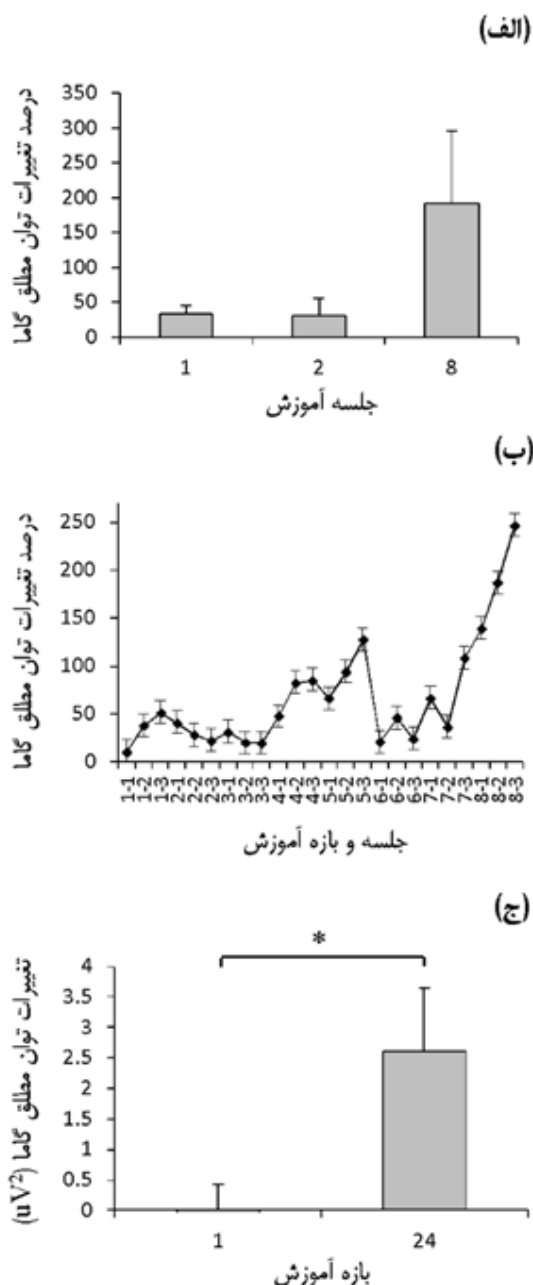 (الف)
درصد تغییرات توان مطلق گاما
350
300
250
200
150
100
50
0
1 2 8
جلسه آموزش
(ب)
درصد تغییرات توان مطلق گاما
250
200
150
100
50
0
1-1 1-2 1-3 2-1 2-2 2-3 3-1 3-2 3-3 4-1 4-2 4-3 5-1 5-2 5-3 6-1 6-2 6-3 7-1 7-2 7-3 8-1 8-2 8-3
جلسه و بازه آموزش
(ج)
تغییرات توان مطلق گاما (uV²)
*
4
3.5
3
2.5
2
1.5
1
0.5
0
1 24
بازه آموزش